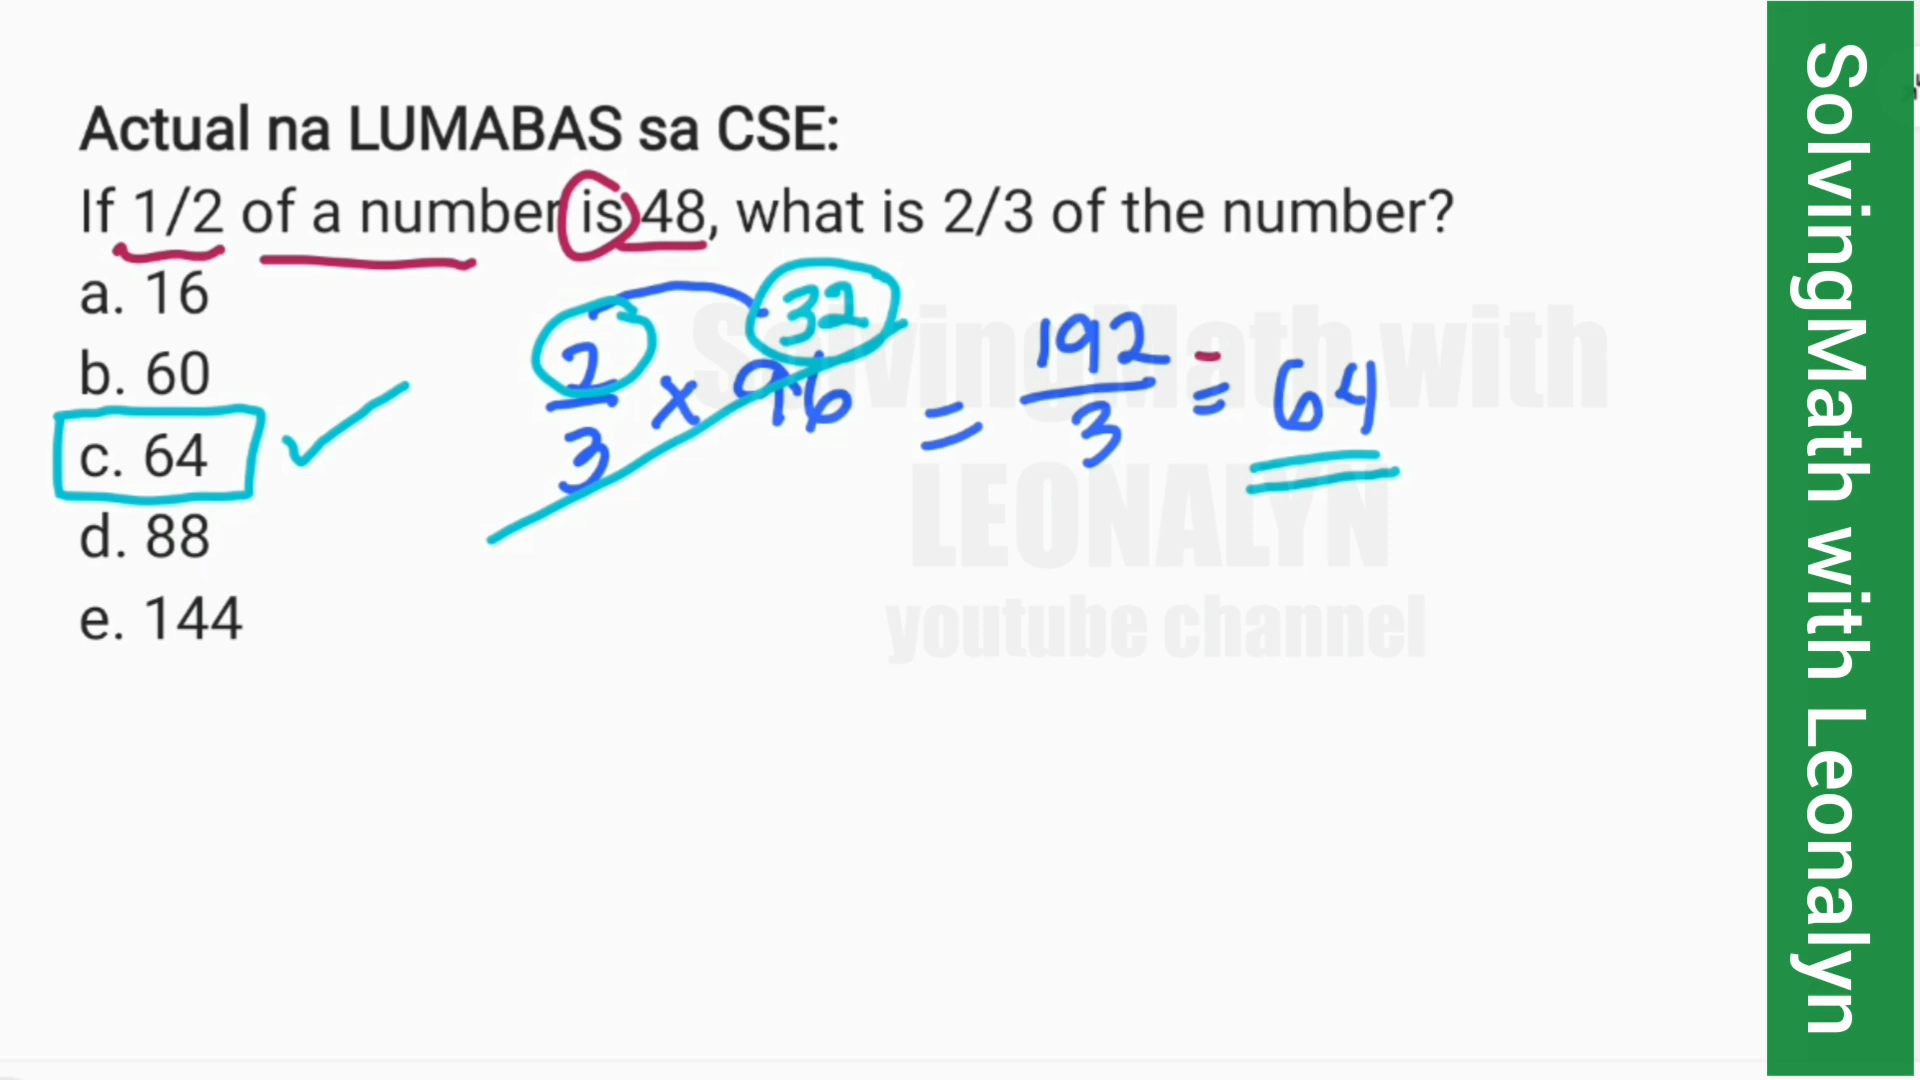 Actual na LUMABAS sa CSE:
If 1/2 of a number is 48, what is 2/3 of the number?
a. 16
b. 60
c. 64
d. 88
e. 144
32
2/3 x 96 = 192/3 = 64
SolvingMath with
LEONALYN
youtube channel
SolvingMath with Leonalyn